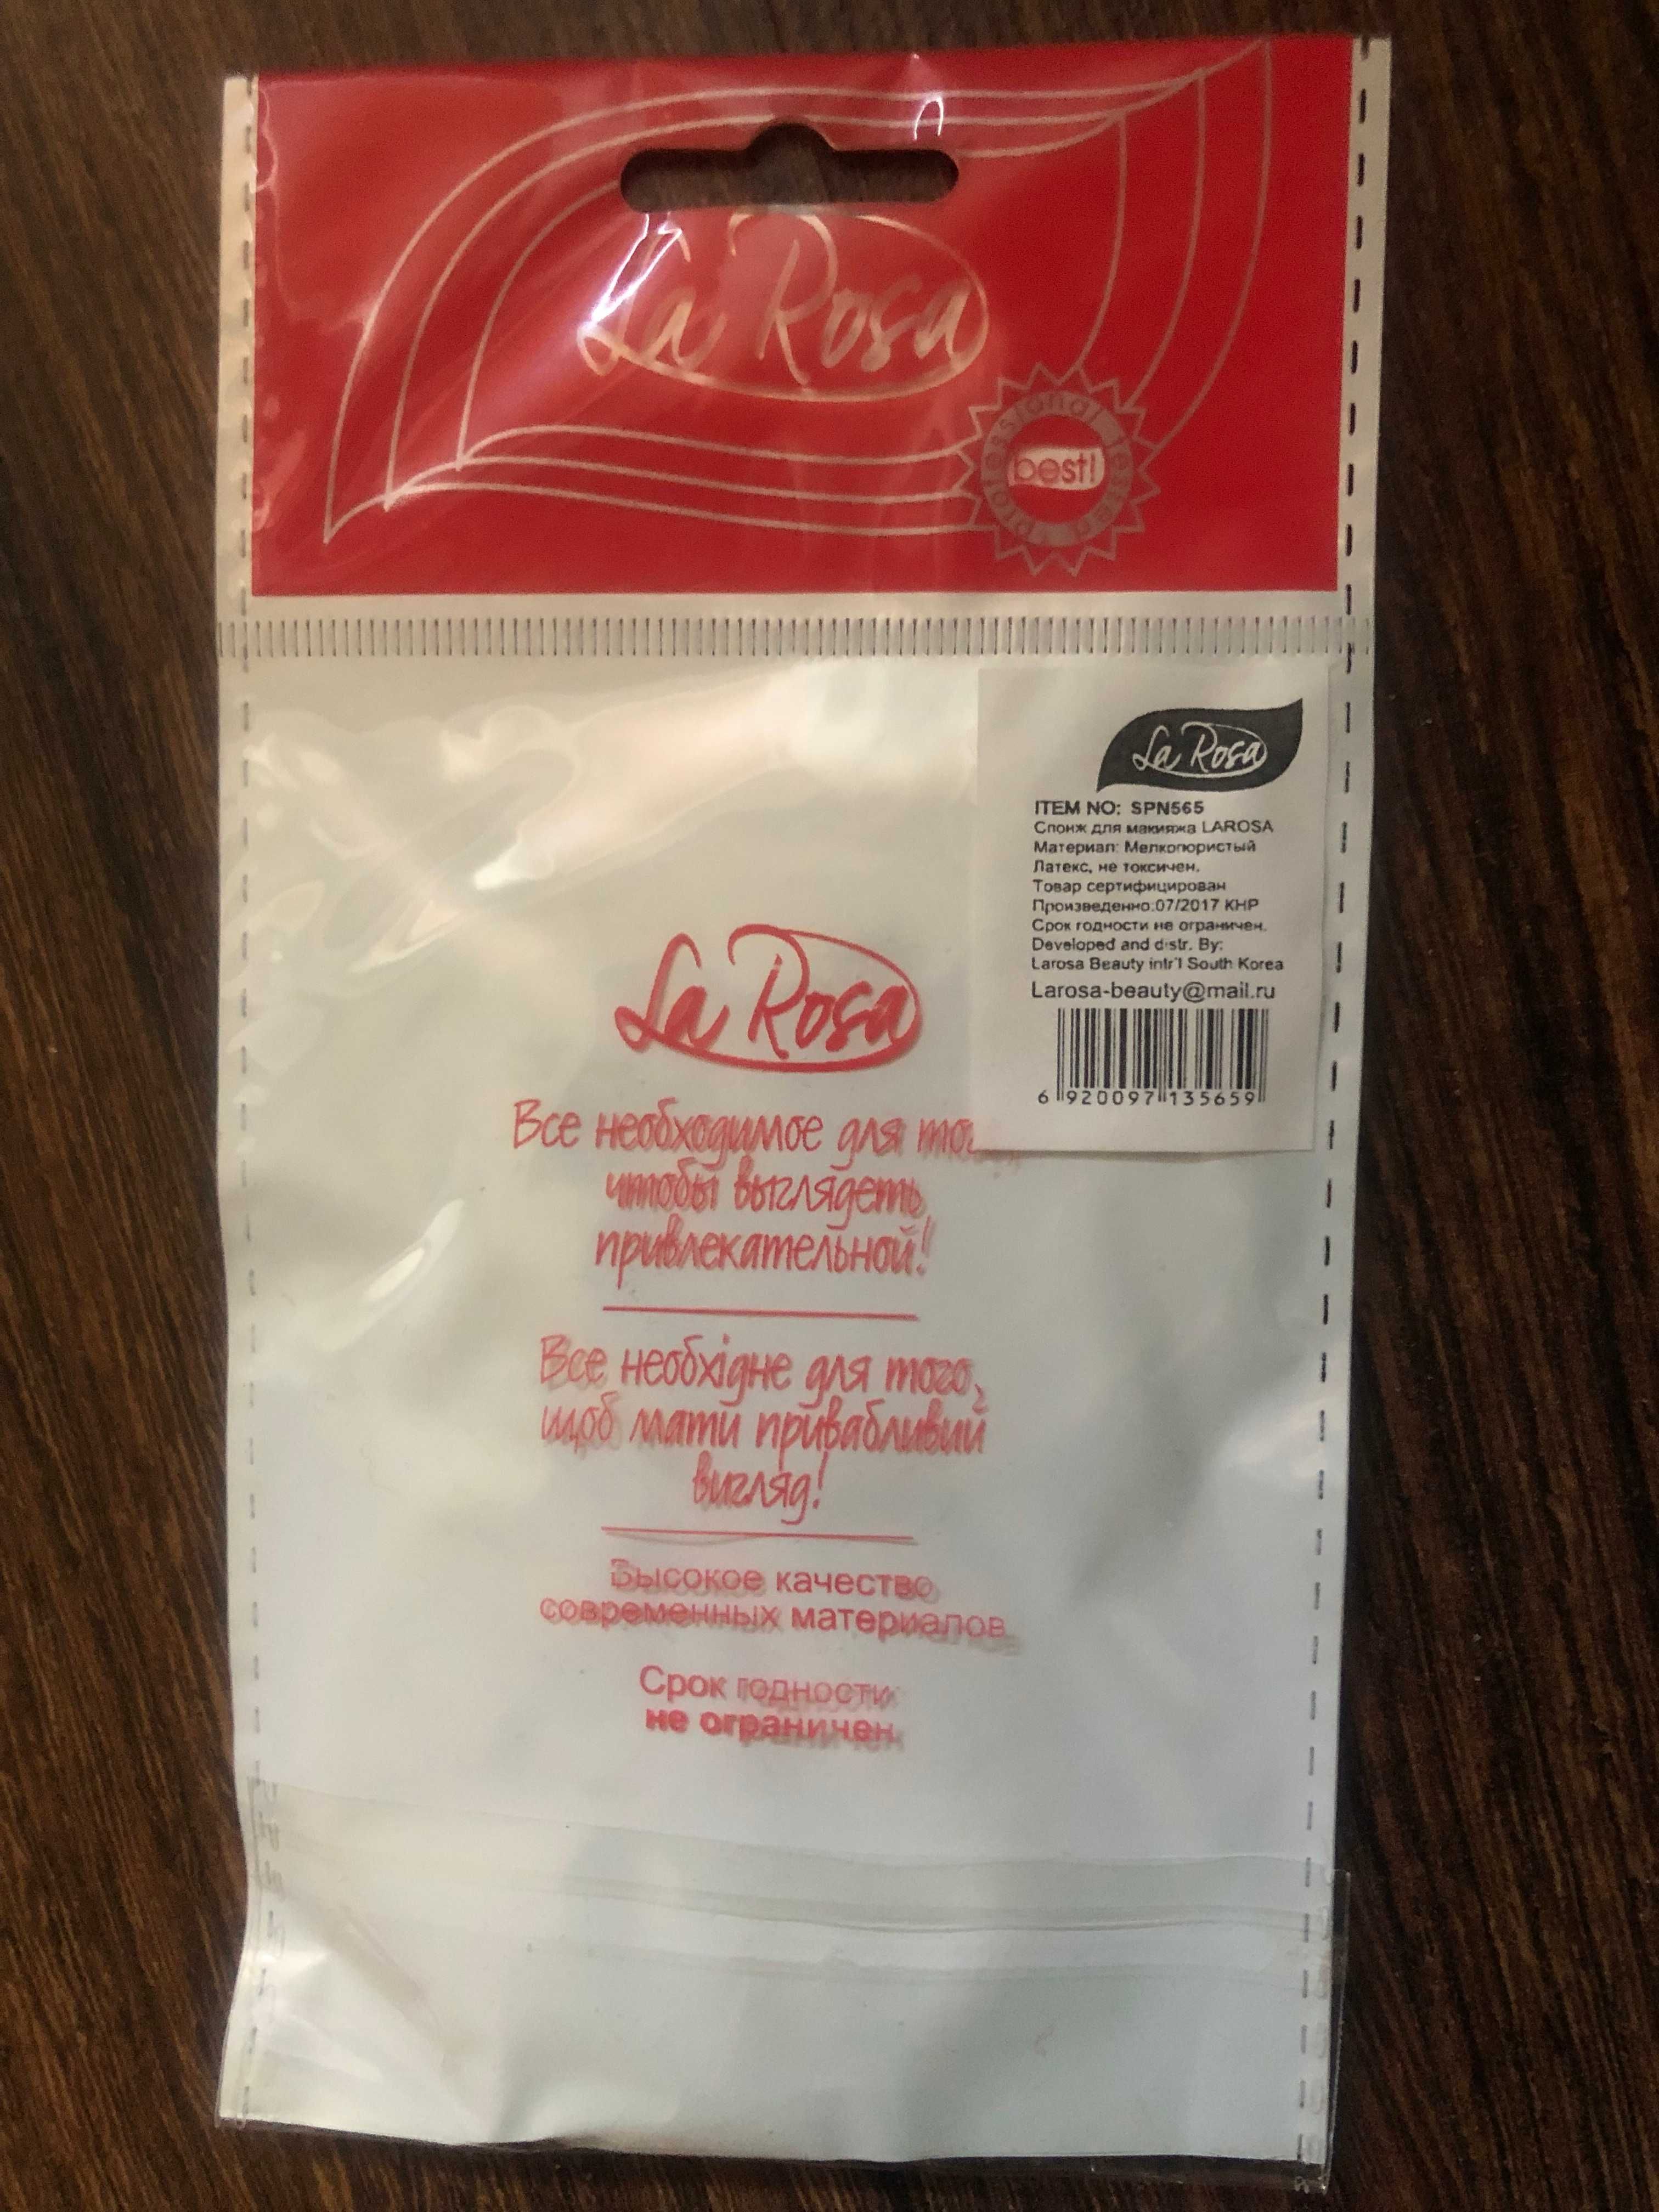 La Rosa
professional
best!
La Rosa
ITEM NO: SPN565
Спонж для макияжа LAROSA
Материал: Мелкопористый
Латекс, не токсичен.
Товар сертифицирован
Произведенно:07/2017 КНР
Срок годности не ограничен.
Developed and distr. By:
Larosa Beauty intr'l South Korea
Larosa-beauty@mail.ru
6 920097 135659
La Rosa
Все необходимое для
чтобы выглядеть
привлекательной!
Все необхідне для того,
щоб мати привабливий
вигляд!
Высокое качество
современных материалов
Срок годности
не ограничен